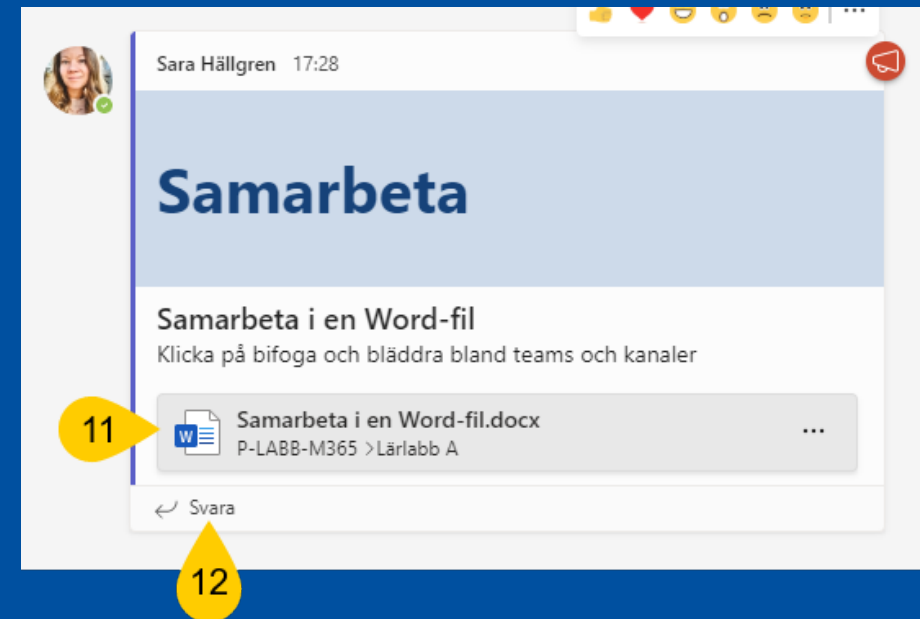 Sara Hällgren 17:28
Samarbeta
Samarbeta i en Word-fil
Klicka på bifoga och bläddra bland teams och kanaler
11
W
Samarbeta i en Word-fil.docx
...
P-LABB-M365 >Lärlabb A
Svara
12